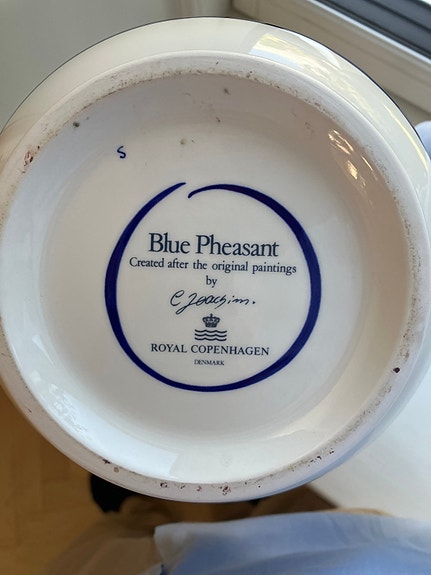 S
Blue Pheasant
Created after the original paintings
by
C Joachim.
ROYAL COPENHAGEN
DENMARK